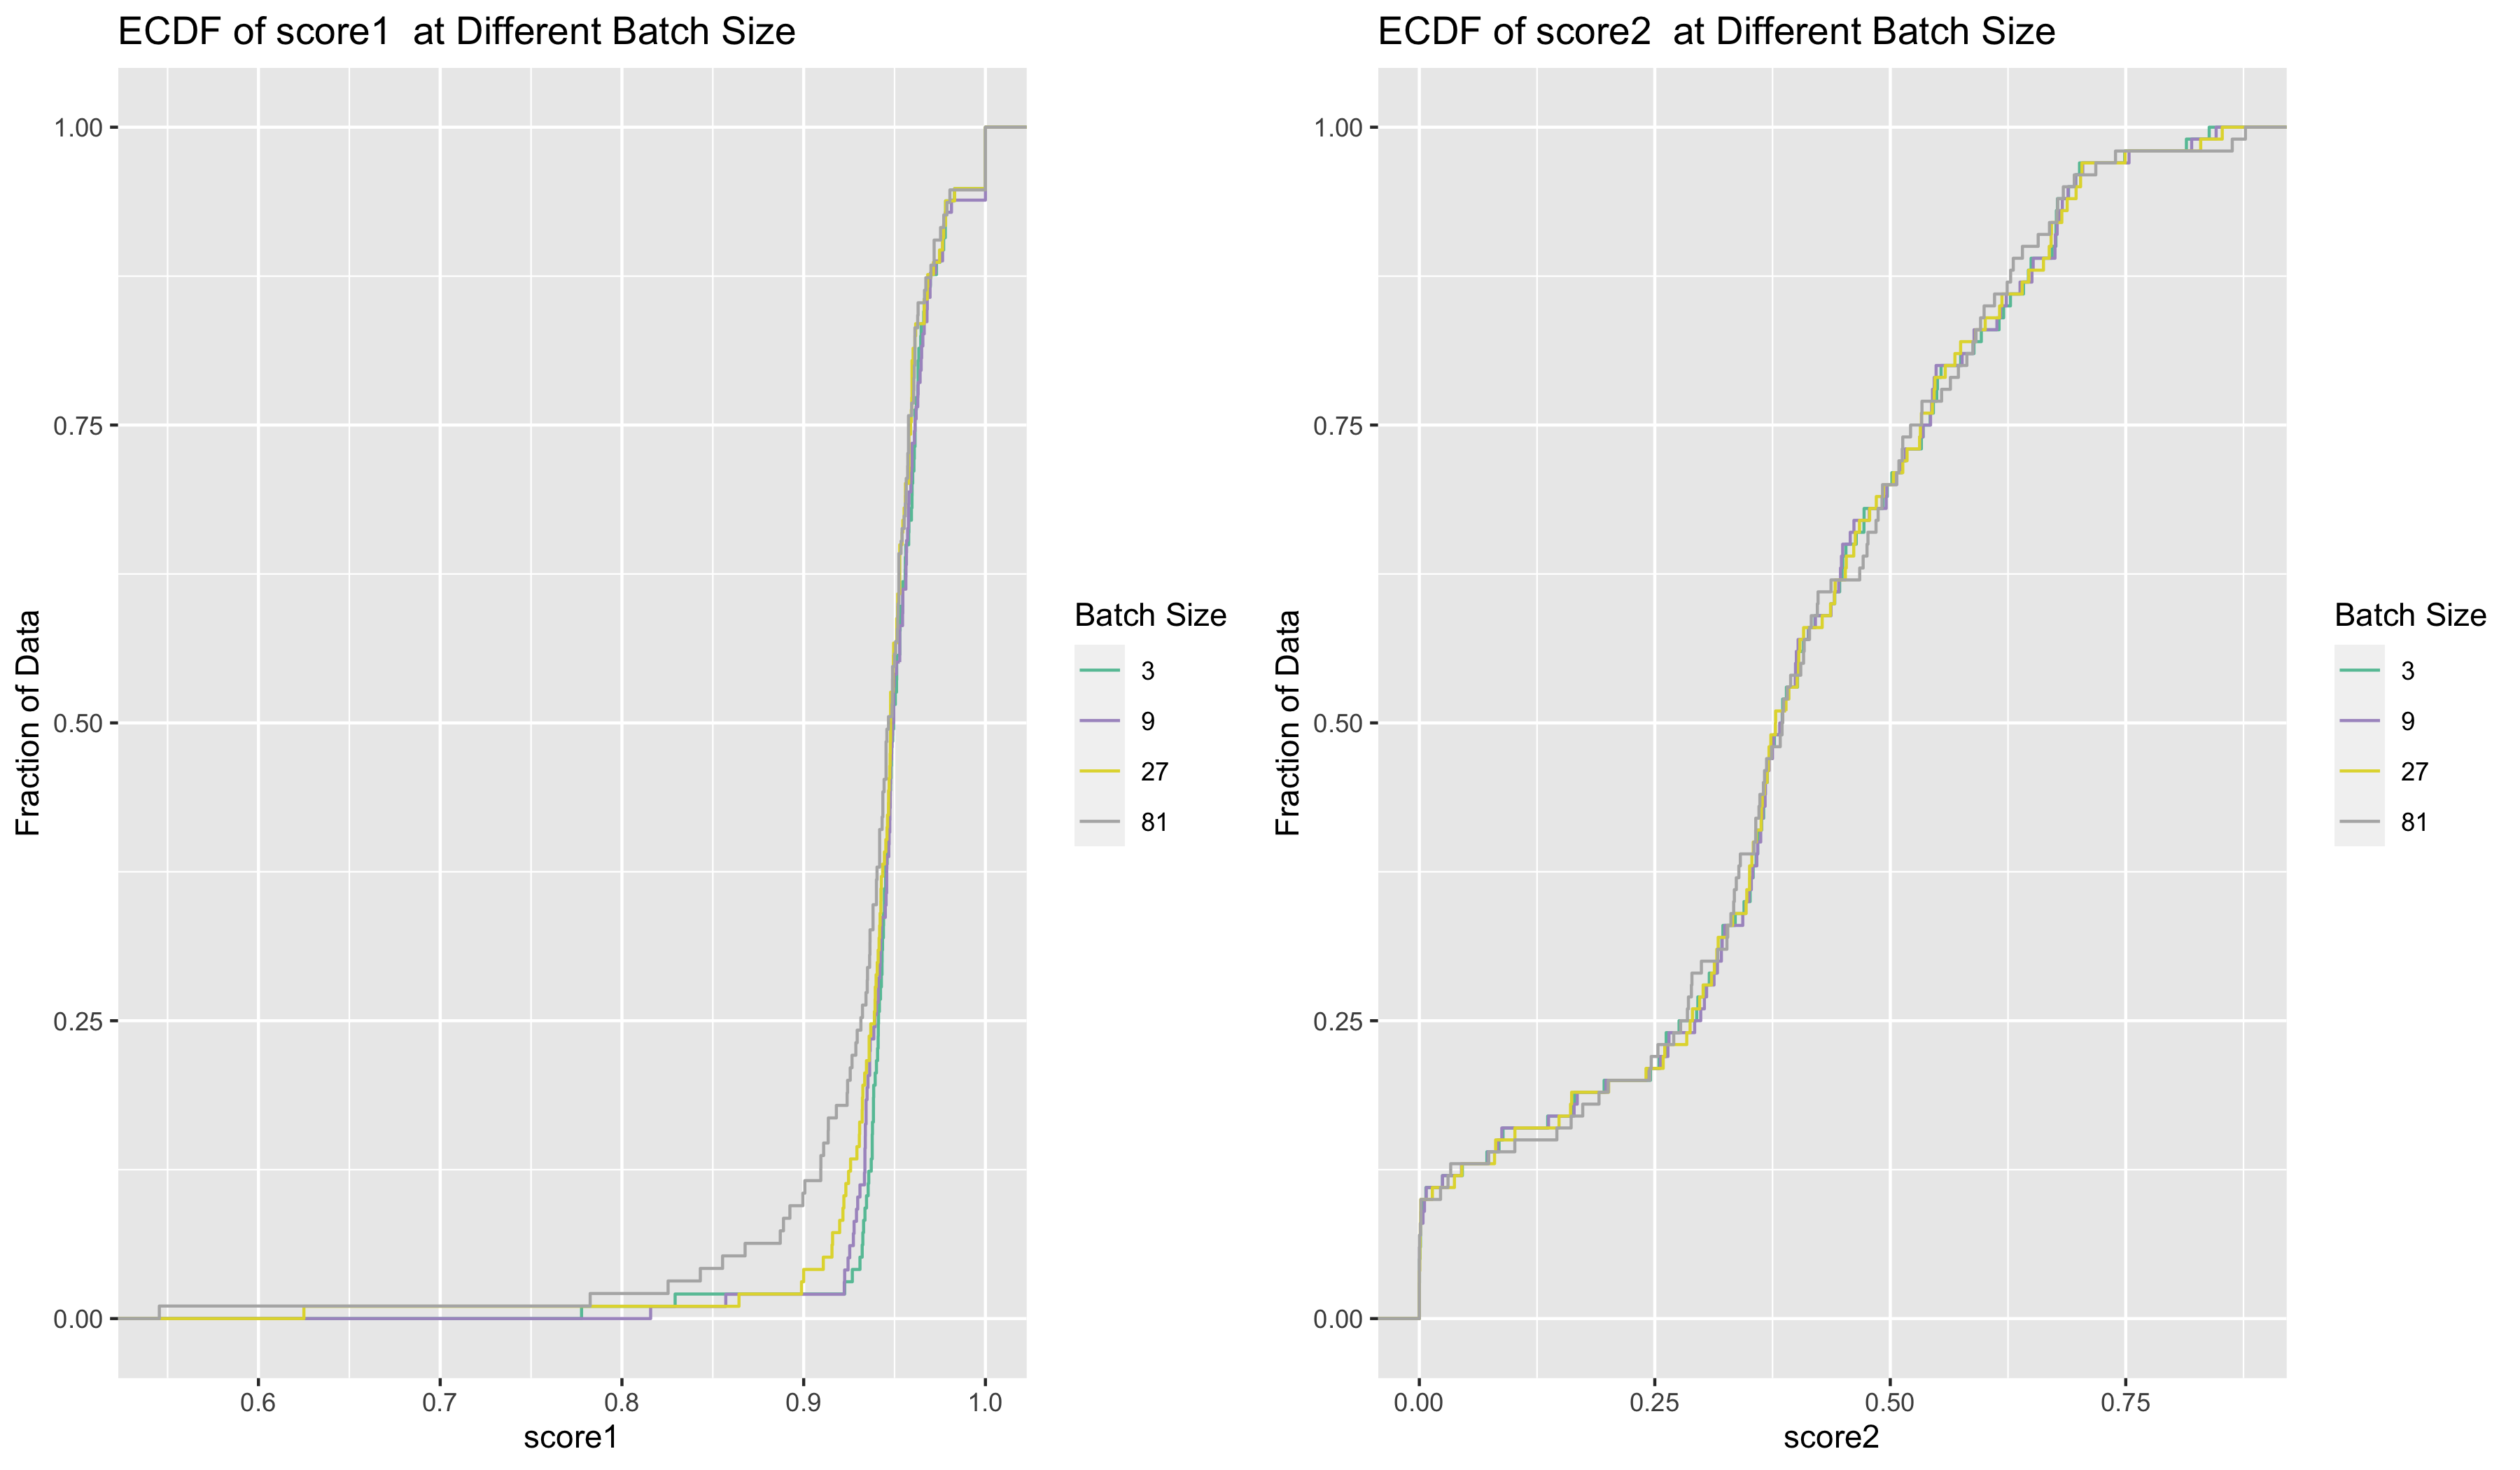 ECDF of score1  at Different Batch Size
1.00
0.75
0.50
0.25
0.00
Fraction of Data
0.6 0.7 0.8 0.9 1.0
score1
Batch Size
3
9
27
81
ECDF of score2  at Different Batch Size
1.00
0.75
0.50
0.25
0.00
Fraction of Data
0.00 0.25 0.50 0.75
score2
Batch Size
3
9
27
81